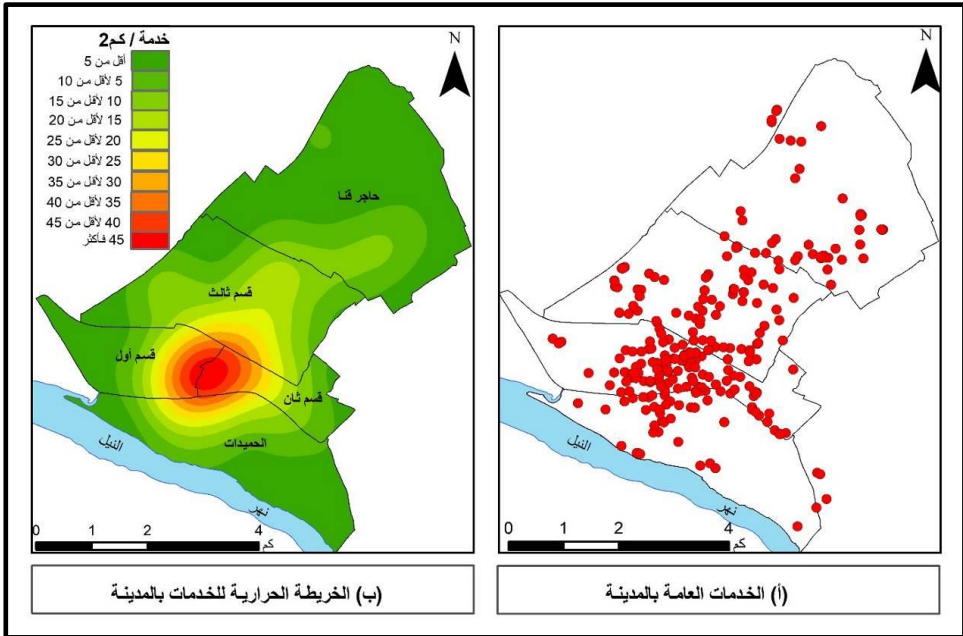 N
(أ) الخدمات العامة بالمدينة
النيل
نهر
0 1 2 4
كم
N
خدمة / كم2
أقل من 5
5 لأقل من 10
10 لأقل من 15
15 لأقل من 20
20 لأقل من 25
25 لأقل من 30
30 لأقل من 35
35 لأقل من 40
40 لأقل من 45
45 فأكثر
حاجر قنا
قسم ثالث
قسم أول
قسم ثان
الحميدات
النيل
نهر
0 1 2 4
كم
(ب) الخريطة الحرارية للخدمات بالمدينة